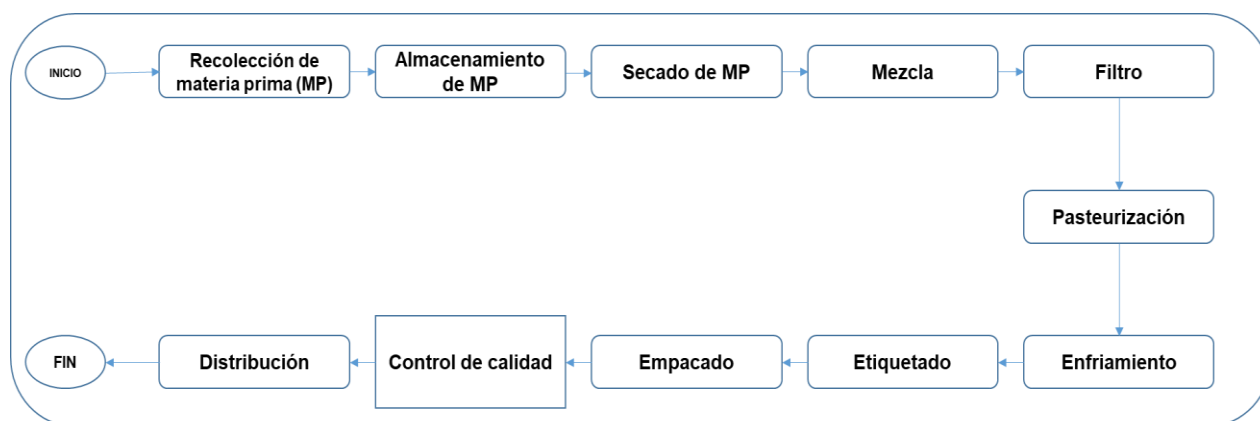 INICIO
Recolección de
materia prima (MP)
Almacenamiento
de MP
Secado de MP
Mezcla
Filtro
Pasteurización
Enfriamiento
Etiquetado
Empacado
Control de calidad
Distribución
FIN